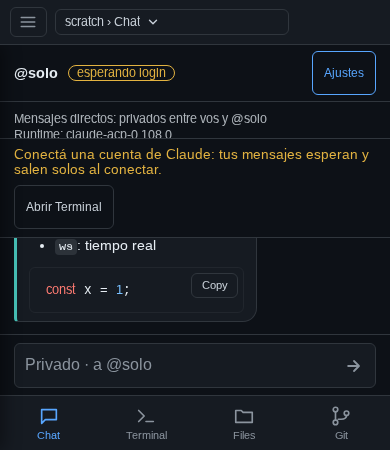 scratch › Chat
@solo
esperando login
Ajustes
Mensajes directos: privados entre vos y @solo
Runtime: claude-acp-0.108.0
Conectá una cuenta de Claude: tus mensajes esperan y
salen solos al conectar.
Abrir Terminal
• ws: tiempo real
const x = 1;
Copy
Privado · a @solo
Chat
Terminal
Files
Git